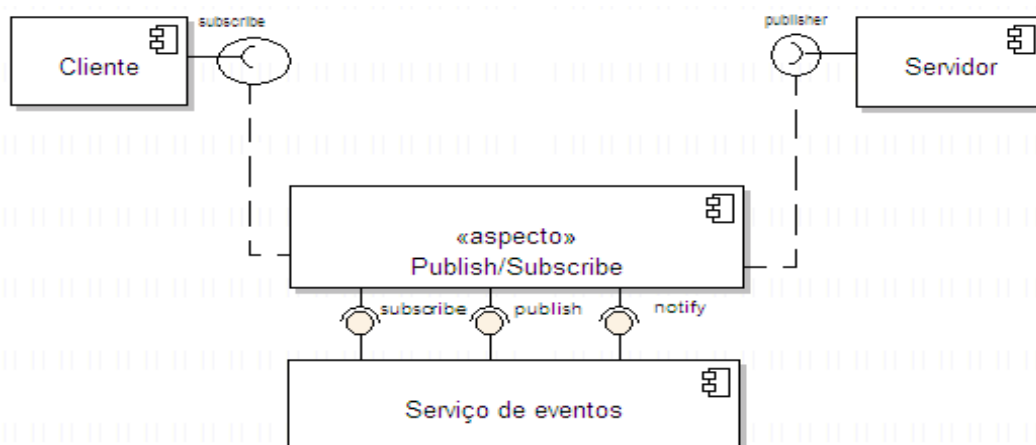 subscribe
publisher
Cliente
Servidor
«aspecto»
Publish/Subscribe
subscribe
publish
notify
Serviço de eventos